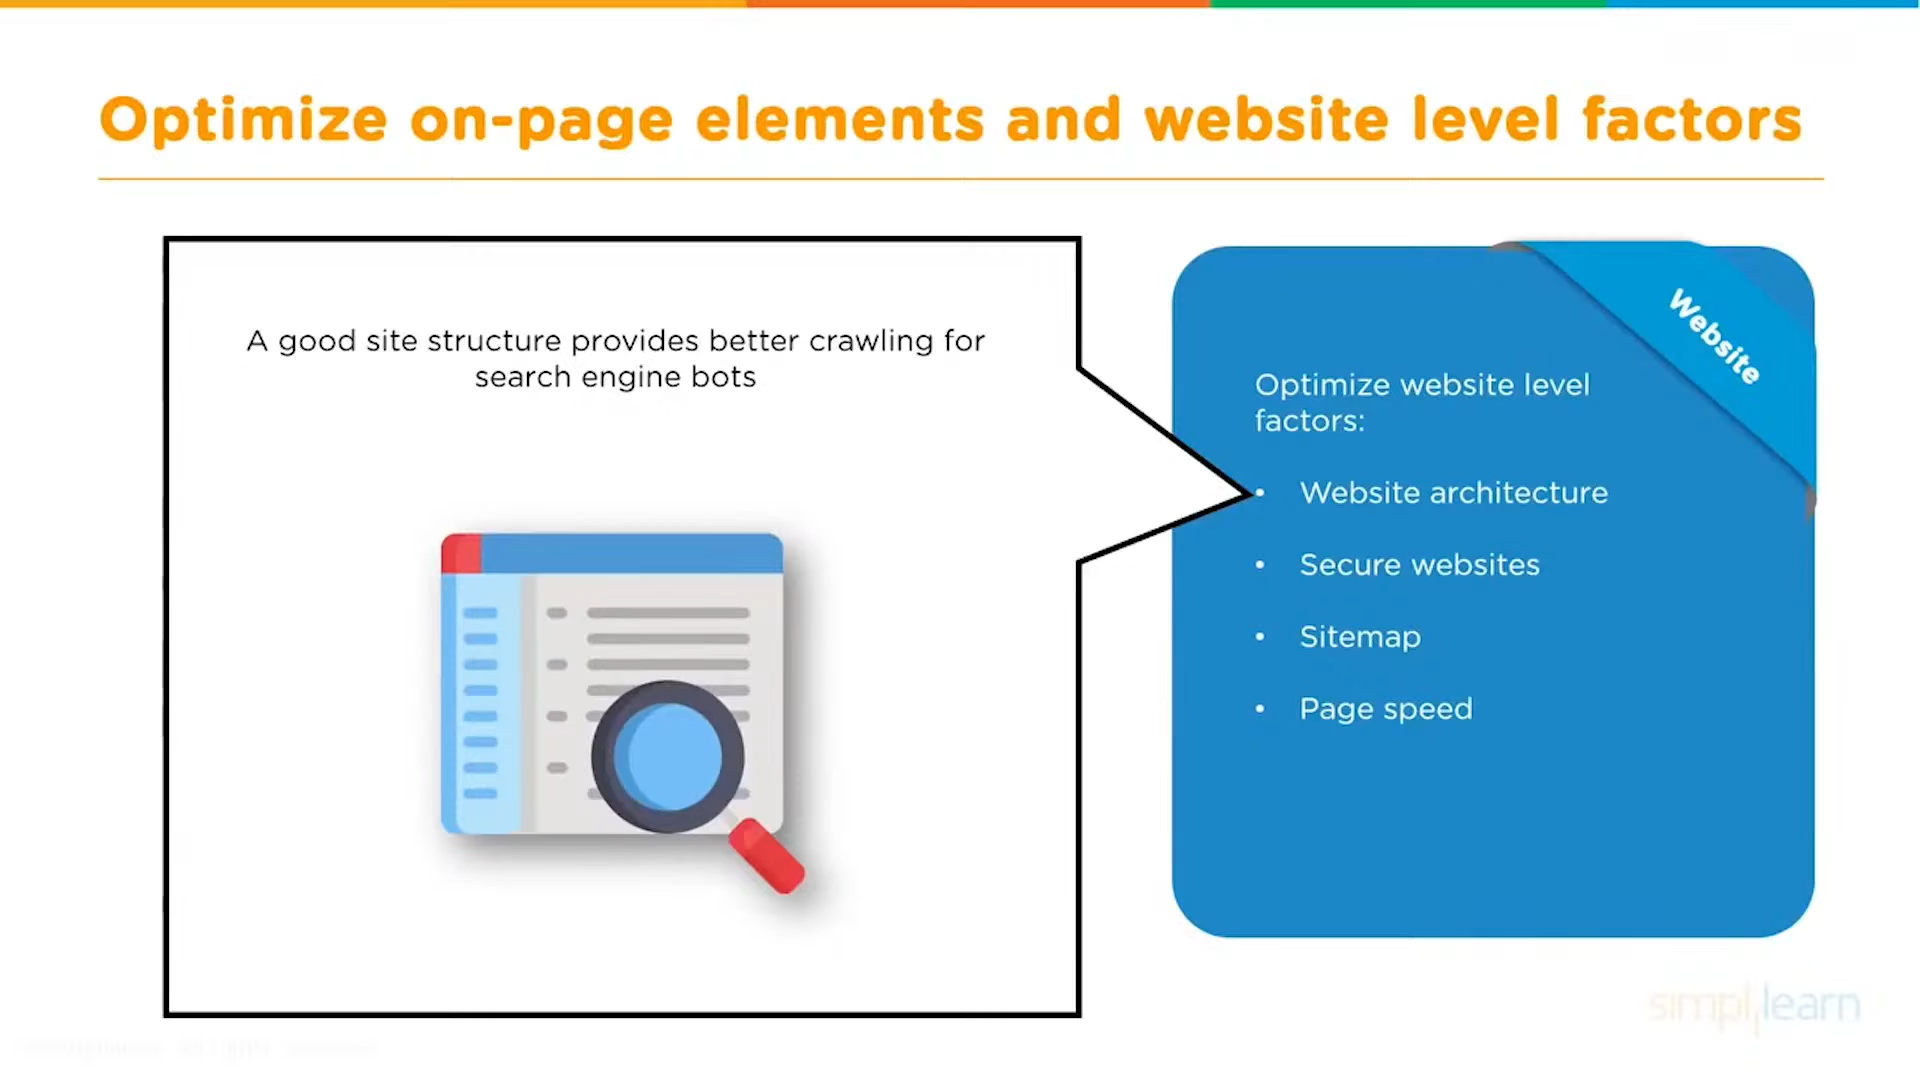 Optimize on-page elements and website level factors
A good site structure provides better crawling for
search engine bots
Website
Optimize website level
factors:
• Website architecture
• Secure websites
• Sitemap
• Page speed
simplilearn